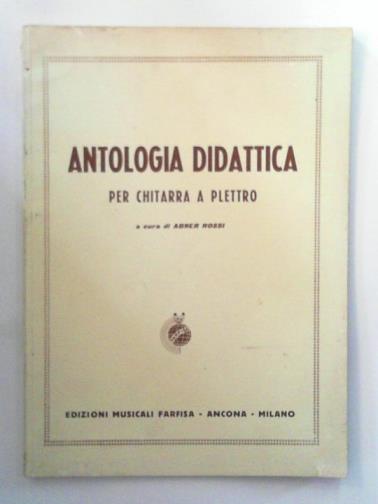 ANTOLOGIA DIDATTICA
PER CHITARRA A PLETTRO
a cura di ABNER ROSSI
EDIZIONI MUSICALI FARFISA - ANCONA - MILANO